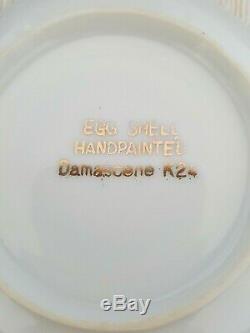 EGG SHELL
HANDPAINTED
Damascene K24